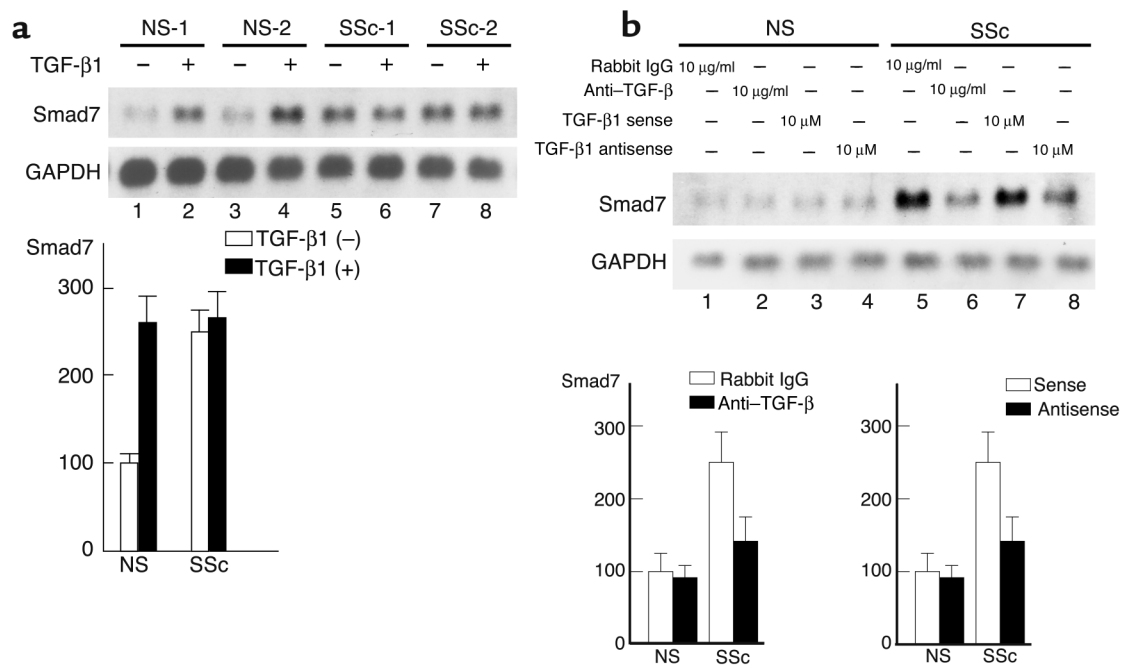 a
NS-1 NS-2 SSc-1 SSc-2
TGF-β1 – + – + – + – +
Smad7
GAPDH
1 2 3 4 5 6 7 8
Smad7
TGF-β1 (–)
TGF-β1 (+)
300
200
100
0
NS SSc
b
NS SSc
Rabbit IgG 10 μg/ml – – – 10 μg/ml – – –
Anti–TGF-β – 10 μg/ml – – – 10 μg/ml – –
TGF-β1 sense – – 10 μM – – – 10 μM –
TGF-β1 antisense – – – 10 μM – – – 10 μM
Smad7
GAPDH
1 2 3 4 5 6 7 8
Smad7
Rabbit IgG
Anti–TGF-β
300
200
100
0
NS SSc
Sense
Antisense
300
200
100
0
NS SSc